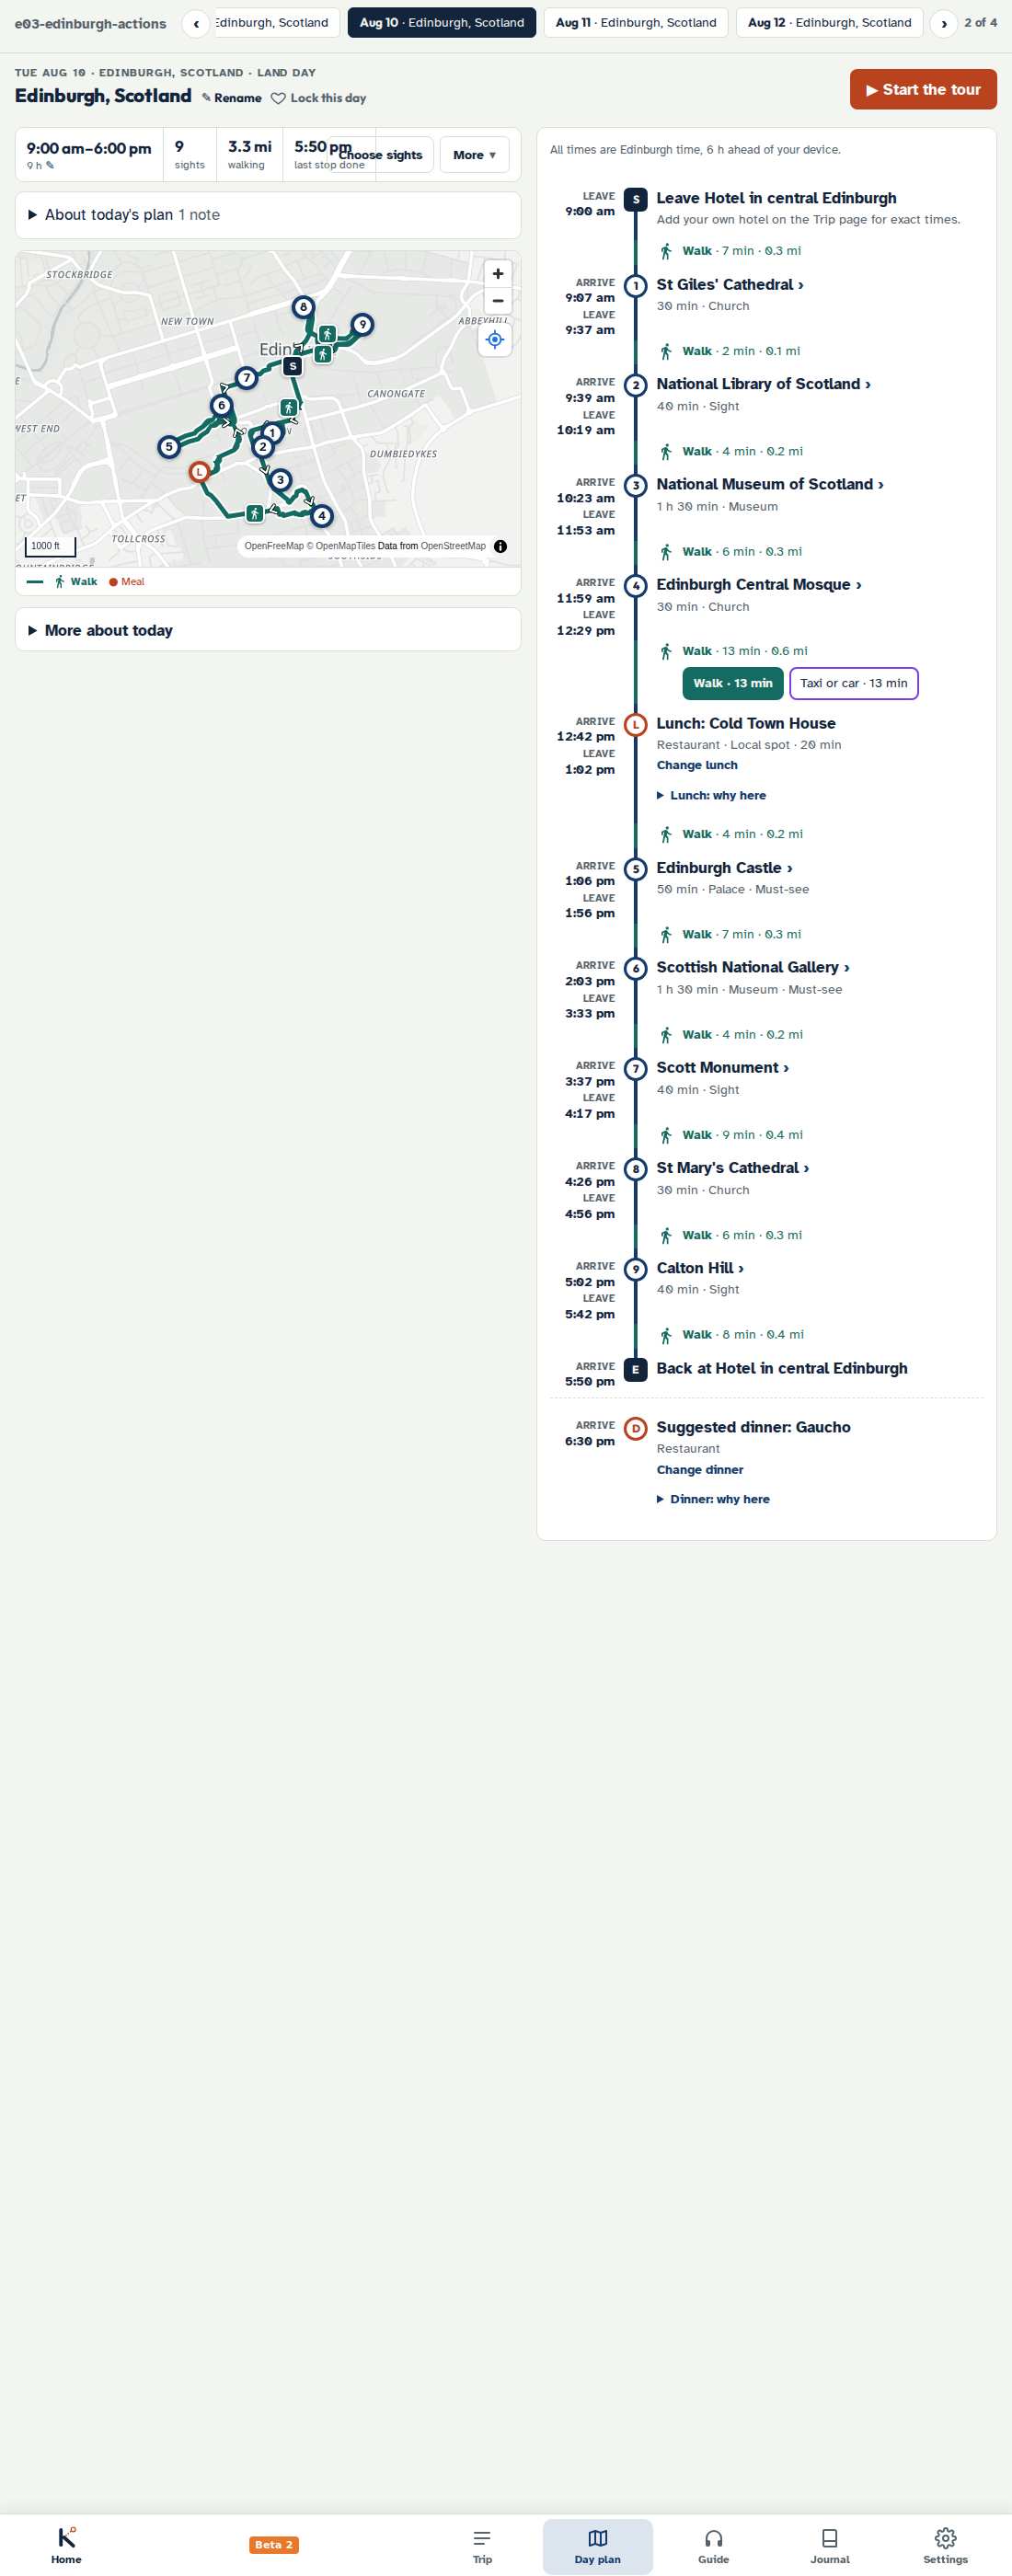 e03-edinburgh-actions
‹
Edinburgh, Scotland
Aug 10 · Edinburgh, Scotland
Aug 11 · Edinburgh, Scotland
Aug 12 · Edinburgh, Scotland
›
2 of 4
TUE AUG 10 · EDINBURGH, SCOTLAND · LAND DAY
Edinburgh, Scotland ✎ Rename Lock this day
▶ Start the tour
9:00 am–6:00 pm
9 h ✎
9
sights
3.3 mi
walking
5:50 pm
last stop done
Choose sights
More ▾
▶ About today's plan 1 note
STOCKBRIDGE
NEW TOWN
ABBEYHILL
CANONGATE
WEST END
DUMBIEDYKES
TOLLCROSS
8
9
S
7
6
1
5
2
L
3
4
+
−
1000 ft
OpenFreeMap © OpenMapTiles Data from OpenStreetMap
Walk
Meal
▶ More about today
All times are Edinburgh time, 6 h ahead of your device.
LEAVE
9:00 am
S
Leave Hotel in central Edinburgh
Add your own hotel on the Trip page for exact times.
Walk · 7 min · 0.3 mi
ARRIVE
9:07 am
LEAVE
9:37 am
1
St Giles' Cathedral ›
30 min · Church
Walk · 2 min · 0.1 mi
ARRIVE
9:39 am
LEAVE
10:19 am
2
National Library of Scotland ›
40 min · Sight
Walk · 4 min · 0.2 mi
ARRIVE
10:23 am
LEAVE
11:53 am
3
National Museum of Scotland ›
1 h 30 min · Museum
Walk · 6 min · 0.3 mi
ARRIVE
11:59 am
LEAVE
12:29 pm
4
Edinburgh Central Mosque ›
30 min · Church
Walk · 13 min · 0.6 mi
Walk · 13 min
Taxi or car · 13 min
ARRIVE
12:42 pm
LEAVE
1:02 pm
L
Lunch: Cold Town House
Restaurant · Local spot · 20 min
Change lunch
▶ Lunch: why here
Walk · 4 min · 0.2 mi
ARRIVE
1:06 pm
LEAVE
1:56 pm
5
Edinburgh Castle ›
50 min · Palace · Must-see
Walk · 7 min · 0.3 mi
ARRIVE
2:03 pm
LEAVE
3:33 pm
6
Scottish National Gallery ›
1 h 30 min · Museum · Must-see
Walk · 4 min · 0.2 mi
ARRIVE
3:37 pm
LEAVE
4:17 pm
7
Scott Monument ›
40 min · Sight
Walk · 9 min · 0.4 mi
ARRIVE
4:26 pm
LEAVE
4:56 pm
8
St Mary's Cathedral ›
30 min · Church
Walk · 6 min · 0.3 mi
ARRIVE
5:02 pm
LEAVE
5:42 pm
9
Calton Hill ›
40 min · Sight
Walk · 8 min · 0.4 mi
ARRIVE
5:50 pm
E
Back at Hotel in central Edinburgh
ARRIVE
6:30 pm
D
Suggested dinner: Gaucho
Restaurant
Change dinner
▶ Dinner: why here
Home
Beta 2
Trip
Day plan
Guide
Journal
Settings